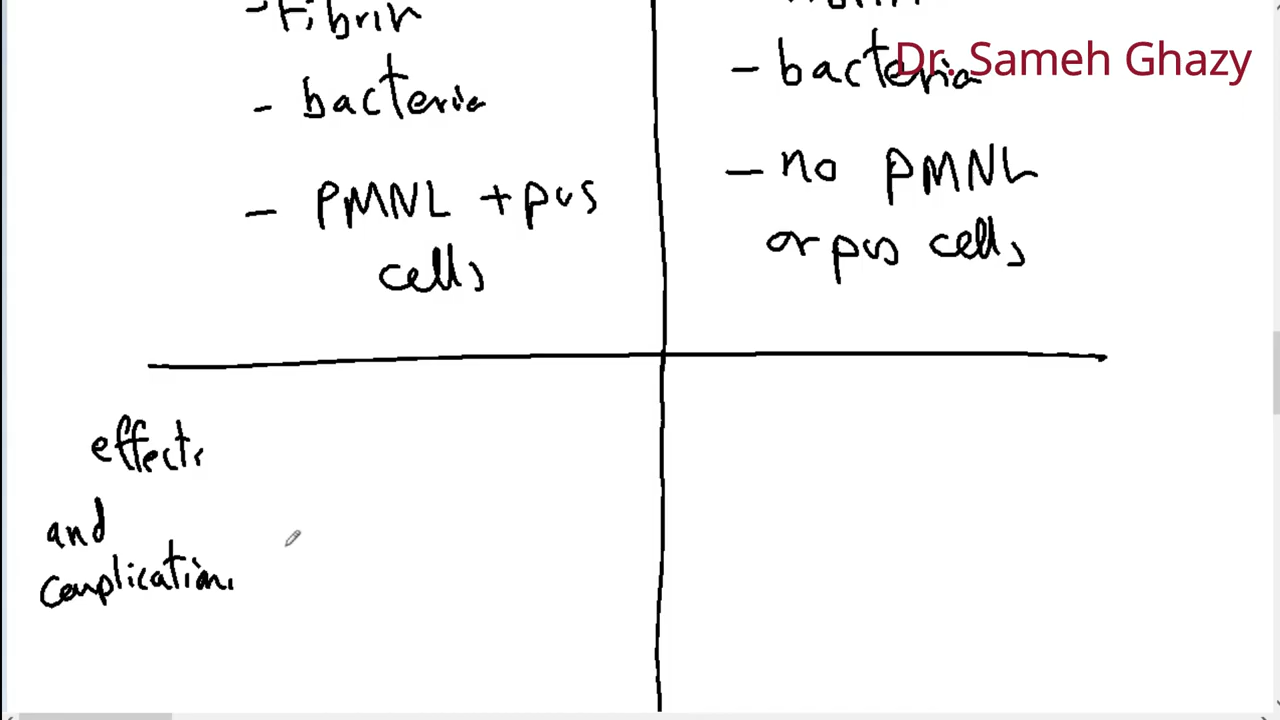 - Fibrin
- bacteria
- PMNL + pus
cells
Dr. Sameh Ghazy
- bacteria
- no PMNL
or pus cells
effects
and
complications